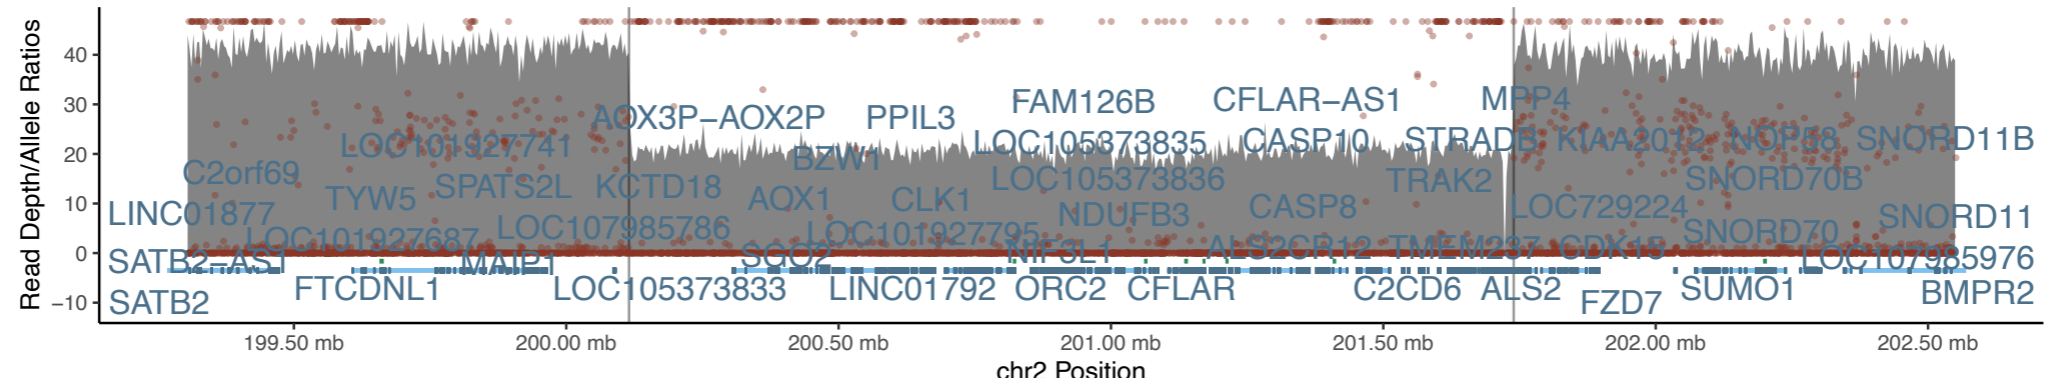 Read Depth/Allele Ratios
40
30
20
10
0
−10
FAM126B CFLAR−AS1 MPP4
AOX3P−AOX2P PPIL3
LOC101927741 BZW1 LOC105373835 CASP10 STRADB KIAA2012 NOP58 SNORD11B
C2orf69 SPATS2L KCTD18 LOC105373836 TRAK2 SNORD70B
TYW5 AOX1 CLK1
LINC01877 NDUFB3 CASP8 LOC729224 SNORD11
LOC101927687 LOC107985786 LOC101927795 SNORD70
SATB2−AS1 MAIP1 SGO2 NIF3L1 ALS2CR12 TMEM237 CDK15 LOC107985976
SATB2 FTCDNL1 LOC105373833 LINC01792 ORC2 CFLAR C2CD6 ALS2 FZD7 SUMO1 BMPR2
199.50 mb 200.00 mb 200.50 mb 201.00 mb 201.50 mb 202.00 mb 202.50 mb
chr2 Position